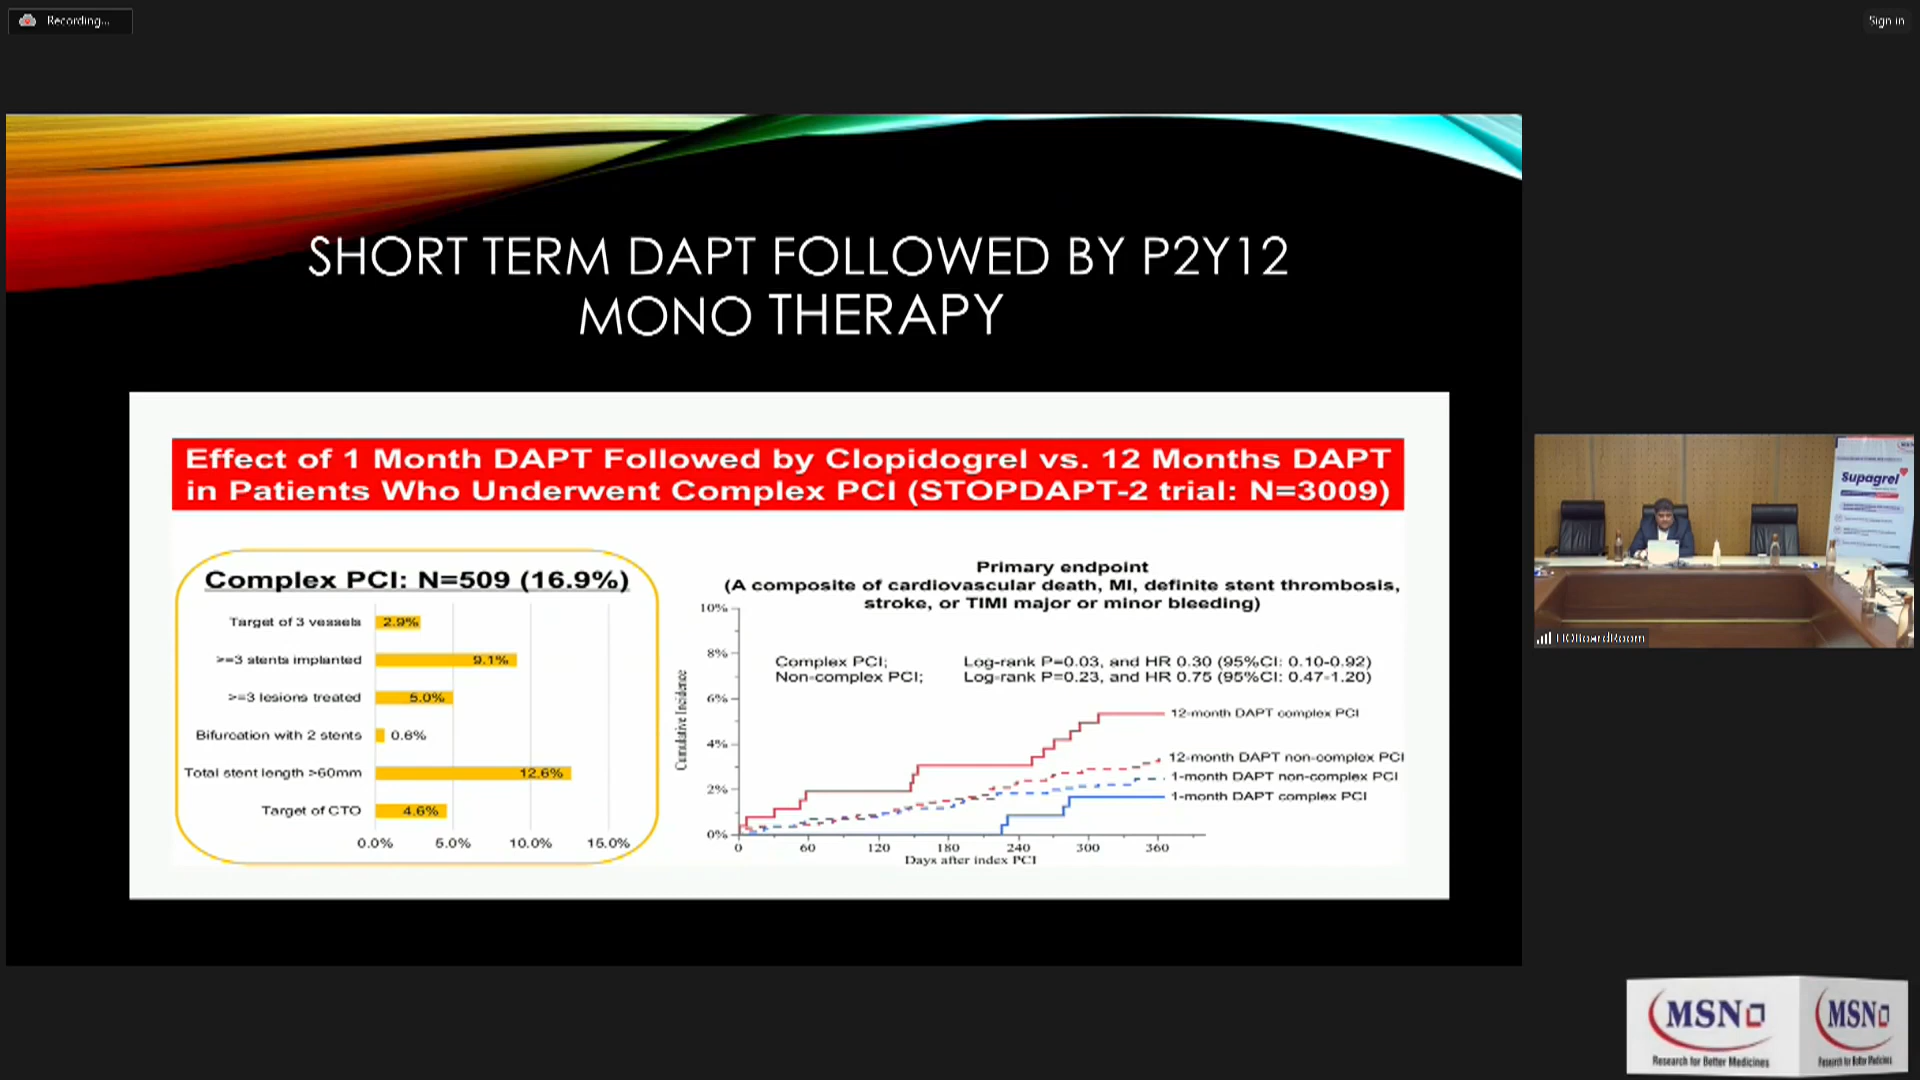 Recording...
Sign in
SHORT TERM DAPT FOLLOWED BY P2Y12
MONO THERAPY
Effect of 1 Month DAPT Followed by Clopidogrel vs. 12 Months DAPT
in Patients Who Underwent Complex PCI (STOPDAPT-2 trial: N=3009)
Complex PCI: N=509 (16.9%)
Target of 3 vessels 2.9%
>=3 stents implanted 9.1%
>=3 lesions treated 5.0%
Bifurcation with 2 stents 0.6%
Total stent length >60mm 12.6%
Target of CTO 4.6%
0.0% 5.0% 10.0% 15.0%
Primary endpoint
(A composite of cardiovascular death, MI, definite stent thrombosis,
stroke, or TIMI major or minor bleeding)
10%
8%
6%
4%
2%
0%
Cumulative Incidence
Complex PCI; Log-rank P=0.03, and HR 0.30 (95%CI: 0.10-0.92)
Non-complex PCI; Log-rank P=0.23, and HR 0.75 (95%CI: 0.47-1.20)
12-month DAPT complex PCI
12-month DAPT non-complex PCI
1-month DAPT non-complex PCI
1-month DAPT complex PCI
0 60 120 180 240 300 360
Days after index PCI
Supagrel
HOBoardRoom
MSN
Research for Better Medicines
MSN
Research for Better Medicines